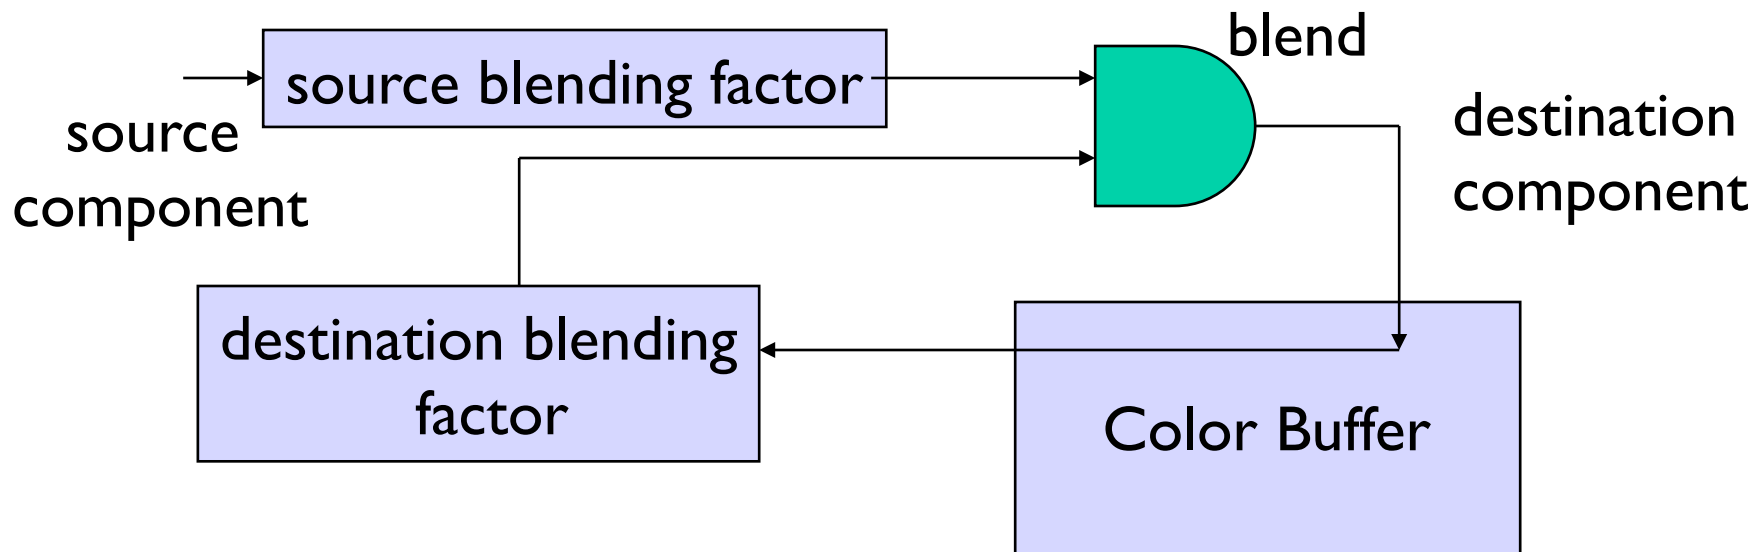 blend
source blending factor
source
component
destination
component
destination blending
factor
Color Buffer